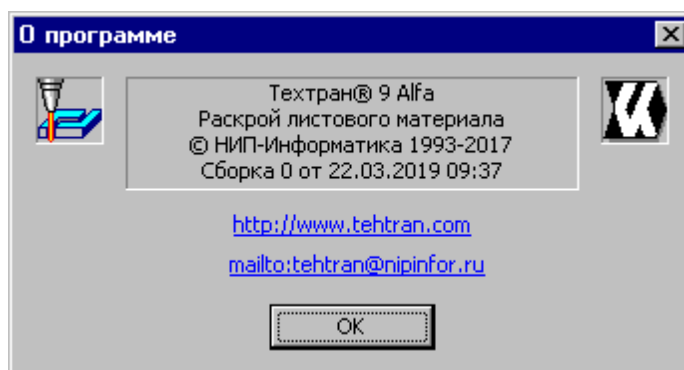 О программе
Техтран® 9 Alfa
Раскрой листового материала
© НИП-Информатика 1993-2017
Сборка 0 от 22.03.2019 09:37
http://www.tehtran.com
mailto:tehtran@nipinfor.ru
OK